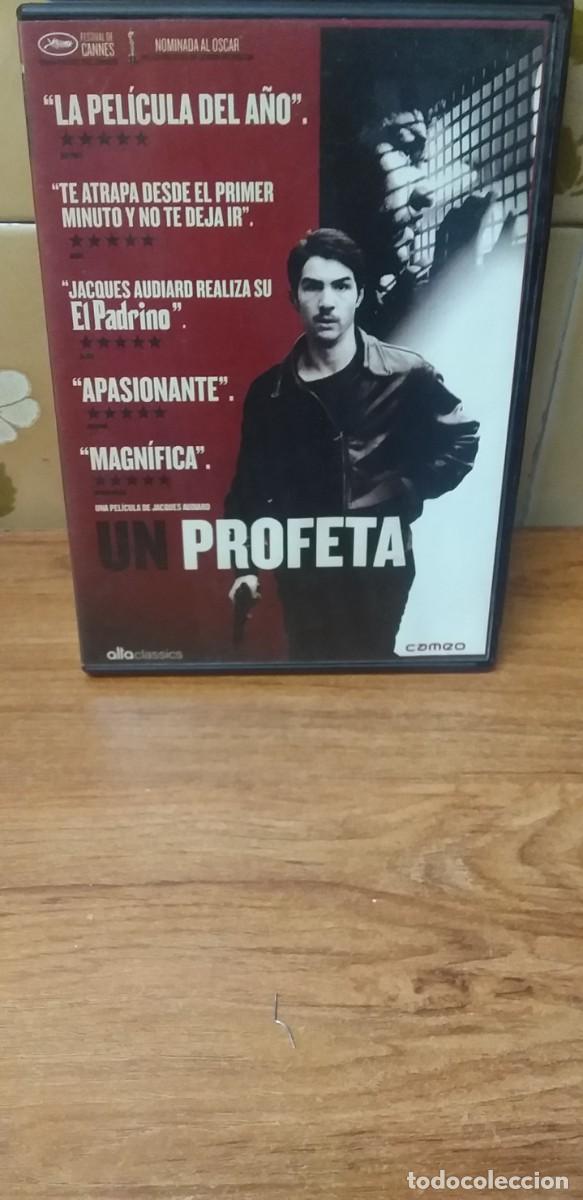 FESTIVAL DE
CANNES
NOMINADA AL OSCAR
“LA PELÍCULA DEL AÑO”.
“TE ATRAPA DESDE EL PRIMER
MINUTO Y NO TE DEJA IR”.
“JACQUES AUDIARD REALIZA SU
El Padrino”.
“APASIONANTE”.
“MAGNÍFICA”.
UNA PELÍCULA DE JACQUES AUDIARD
UN PROFETA
altaclassics
cameo
todocoleccion